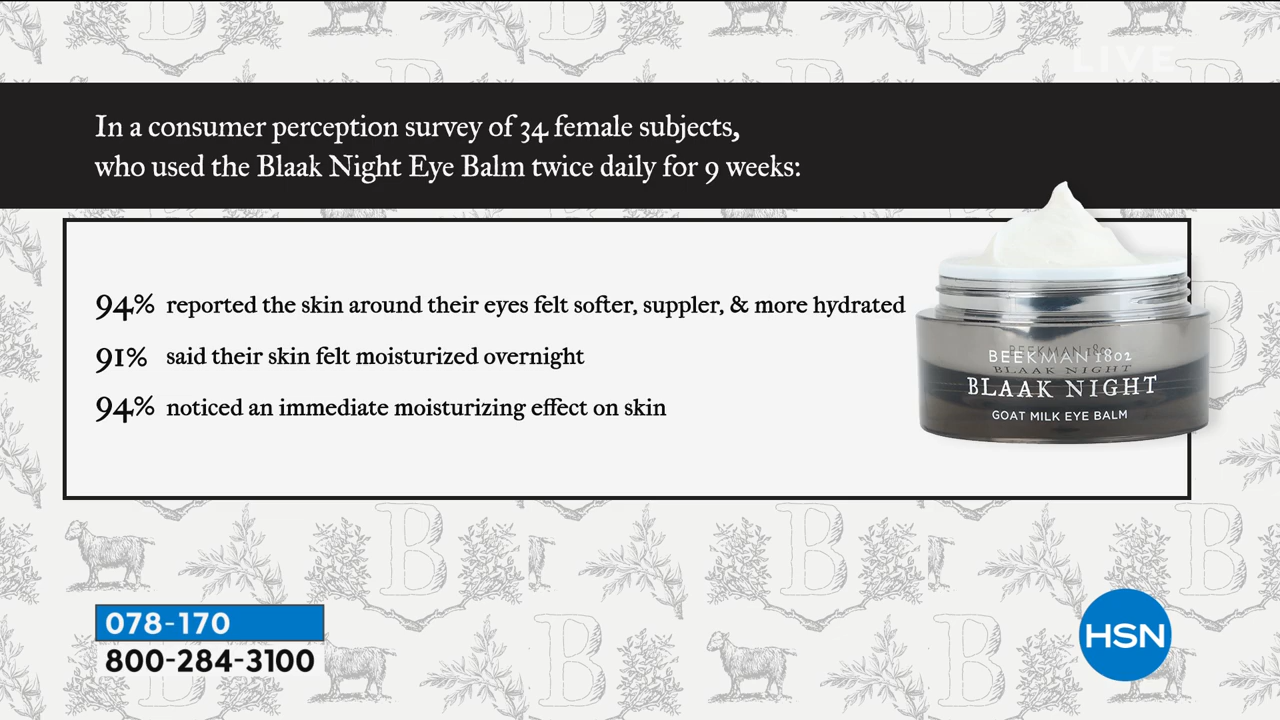 LIVE
In a consumer perception survey of 34 female subjects,
who used the Blaak Night Eye Balm twice daily for 9 weeks:
94% reported the skin around their eyes felt softer, suppler, & more hydrated
91% said their skin felt moisturized overnight
94% noticed an immediate moisturizing effect on skin
BEEKMAN 1802
BLAAK NIGHT
GOAT MILK EYE BALM
078-170
800-284-3100
HSN